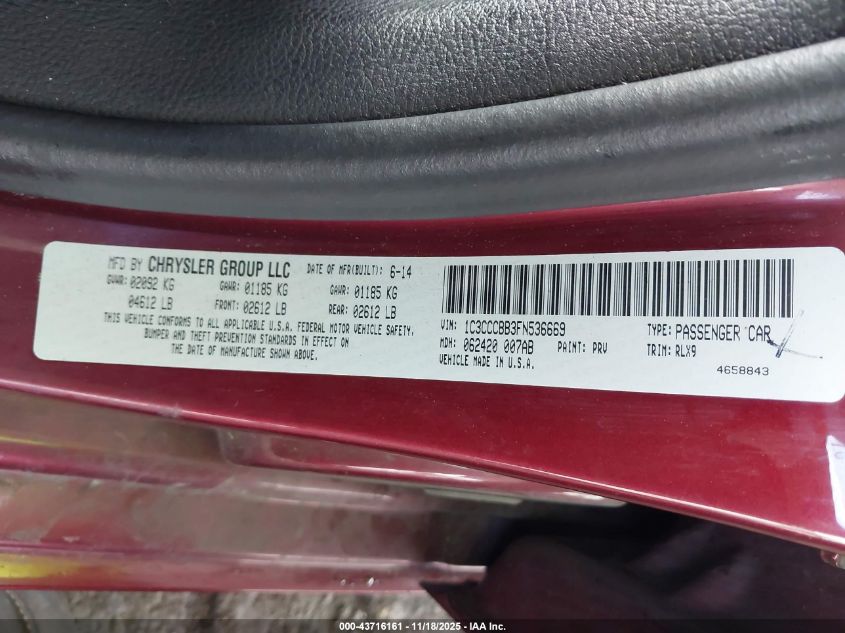 MFD BY CHRYSLER GROUP LLC DATE OF MFR(BUILT): 6-14
GVWR: 02092 KG GAWR: 01185 KG GAWR: 01185 KG
04612 LB FRONT: 02612 LB REAR: 02612 LB
THIS VEHICLE CONFORMS TO ALL APPLICABLE U.S.A. FEDERAL MOTOR VEHICLE SAFETY,
BUMPER AND THEFT PREVENTION STANDARDS IN EFFECT ON
THE DATE OF MANUFACTURE SHOWN ABOVE.
VIN: 1C3CCCBB3FN536669 TYPE: PASSENGER CAR
MDH: 062420 007AB PAINT: PRV TRIM: RLX9
VEHICLE MADE IN U.S.A.
4658843
000-43716161 - 11/18/2025 - IAA Inc.